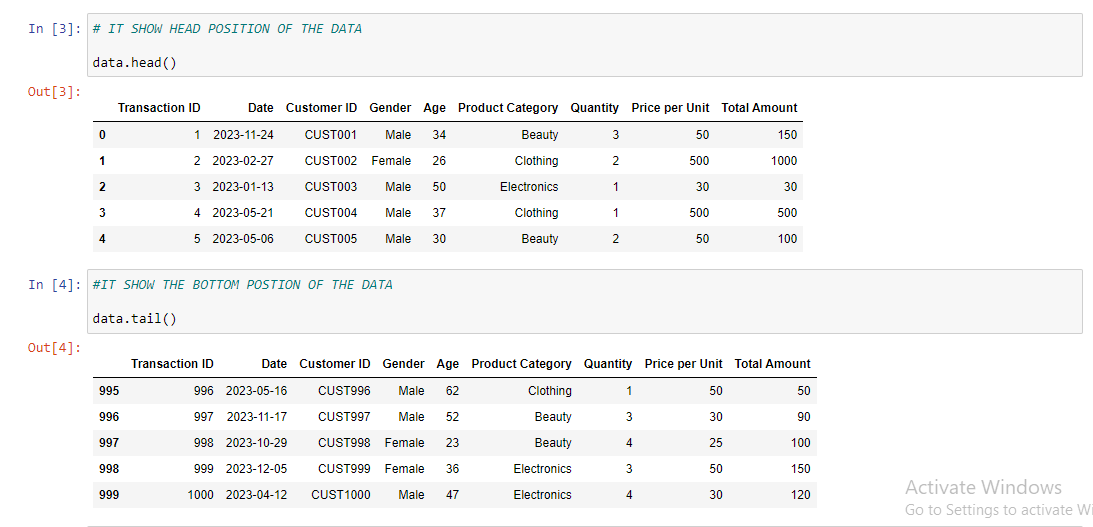 In [3]: # IT SHOW HEAD POSITION OF THE DATA
data.head()
Out[3]:
Transaction ID Date Customer ID Gender Age Product Category Quantity Price per Unit Total Amount
0 1 2023-11-24 CUST001 Male 34 Beauty 3 50 150
1 2 2023-02-27 CUST002 Female 26 Clothing 2 500 1000
2 3 2023-01-13 CUST003 Male 50 Electronics 1 30 30
3 4 2023-05-21 CUST004 Male 37 Clothing 1 500 500
4 5 2023-05-06 CUST005 Male 30 Beauty 2 50 100
In [4]: #IT SHOW THE BOTTOM POSTION OF THE DATA
data.tail()
Out[4]:
Transaction ID Date Customer ID Gender Age Product Category Quantity Price per Unit Total Amount
995 996 2023-05-16 CUST996 Male 62 Clothing 1 50 50
996 997 2023-11-17 CUST997 Male 52 Beauty 3 30 90
997 998 2023-10-29 CUST998 Female 23 Beauty 4 25 100
998 999 2023-12-05 CUST999 Female 36 Electronics 3 50 150
999 1000 2023-04-12 CUST1000 Male 47 Electronics 4 30 120
Activate Windows
Go to Settings to activate Wi